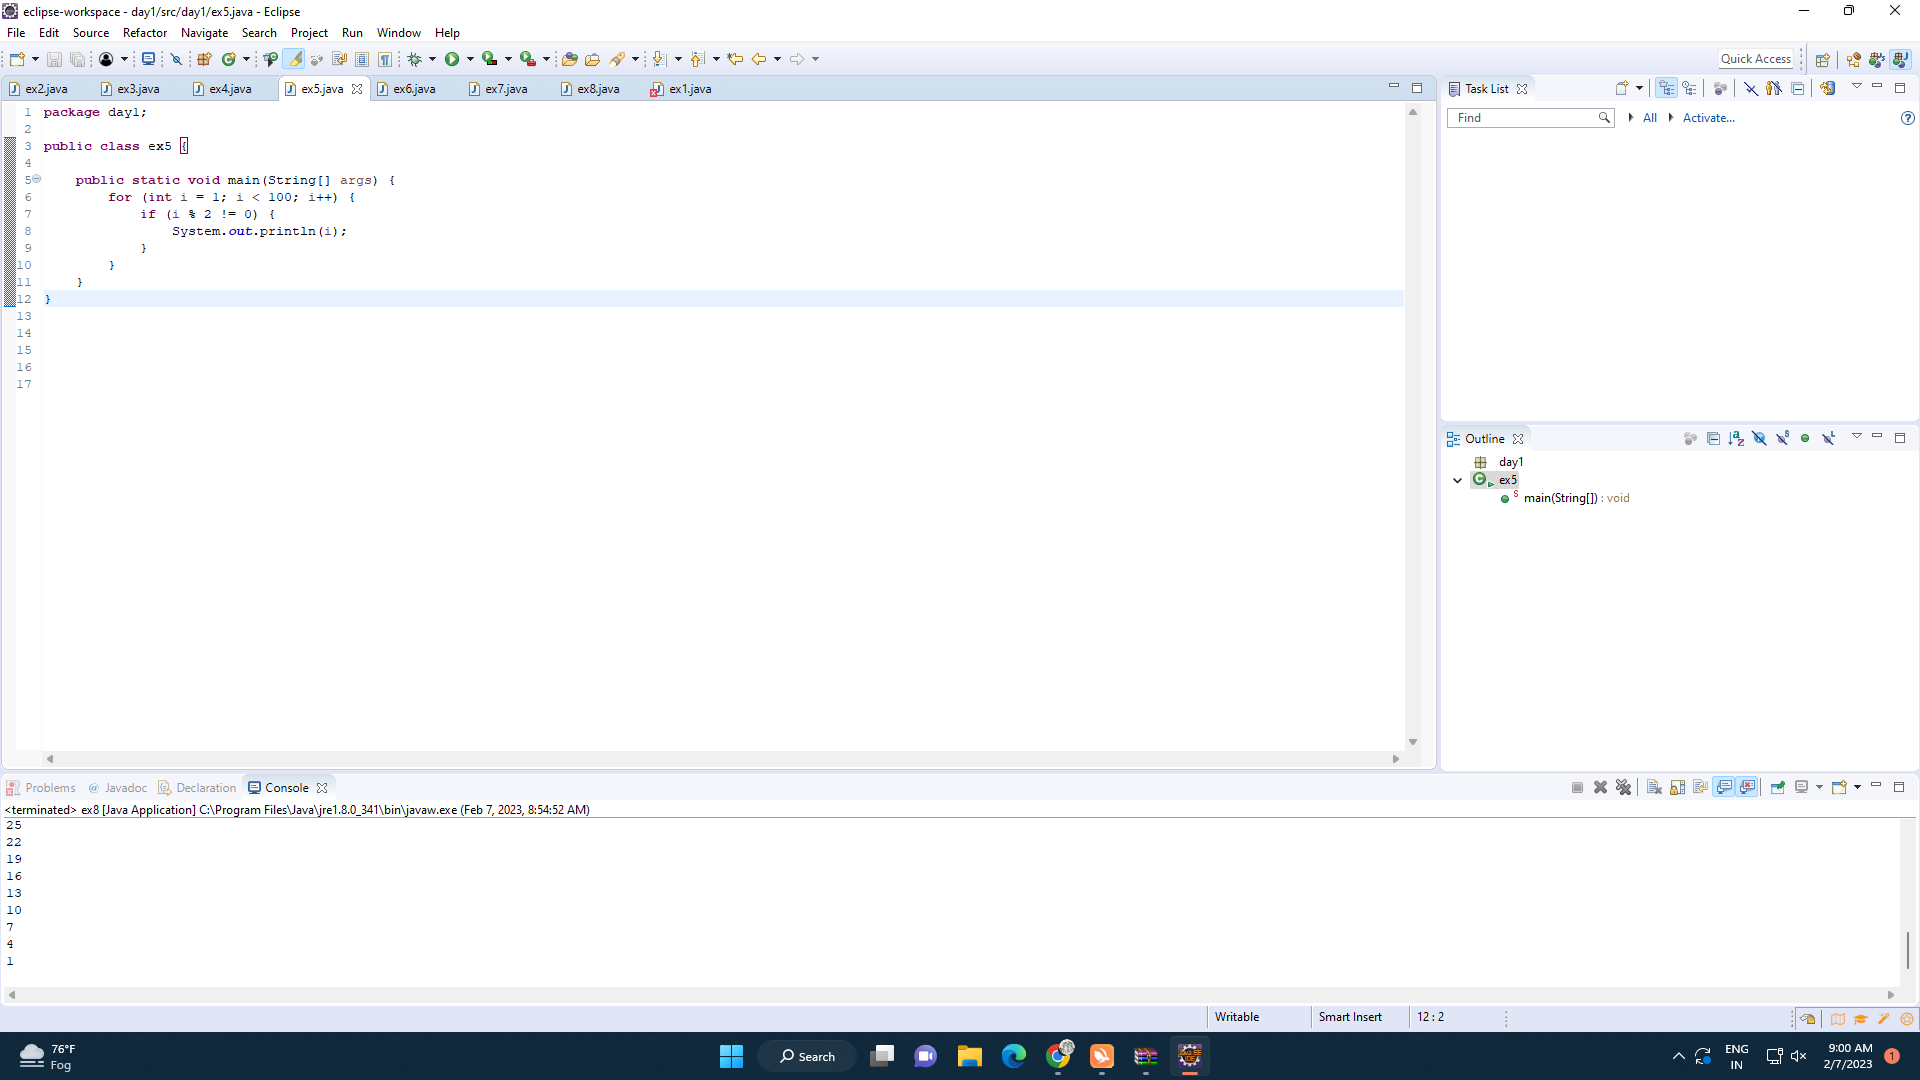 eclipse-workspace - day1/src/day1/ex5.java - Eclipse
File Edit Source Refactor Navigate Search Project Run Window Help
Quick Access
ex2.java ex3.java ex4.java ex5.java ex6.java ex7.java ex8.java ex1.java
1 package day1;
2
3 public class ex5 {
4
5 public static void main(String[] args) {
6 for (int i = 1; i < 100; i++) {
7 if (i % 2 != 0) {
8 System.out.println(i);
9 }
10 }
11 }
12 }
13
14
15
16
17
Task List
Find
All
Activate...
Outline
day1
ex5
main(String[]) : void
Problems @ Javadoc Declaration Console
<terminated> ex8 [Java Application] C:\Program Files\Java\jre1.8.0_341\bin\javaw.exe (Feb 7, 2023, 8:54:52 AM)
25
22
19
16
13
10
7
4
1
Writable Smart Insert 12 : 2
76°F
Fog
Search
ENG
IN
9:00 AM
2/7/2023
1